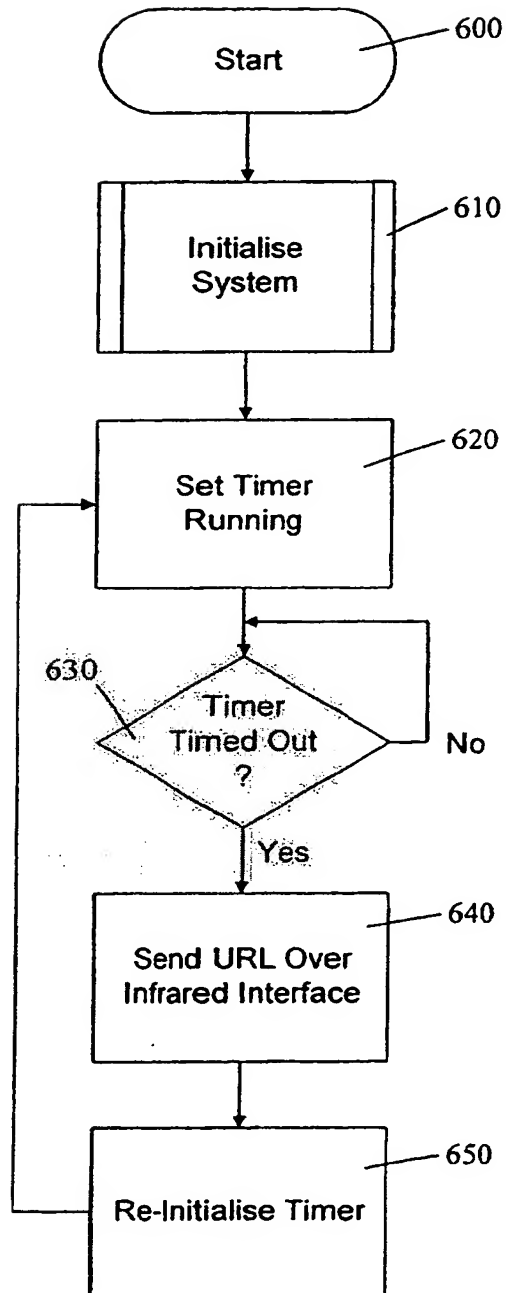 Start
600
Initialise
System
610
Set Timer
Running
620
630
Timer
Timed Out
?
No
Yes
Send URL Over
Infrared Interface
640
Re-Initialise Timer
650